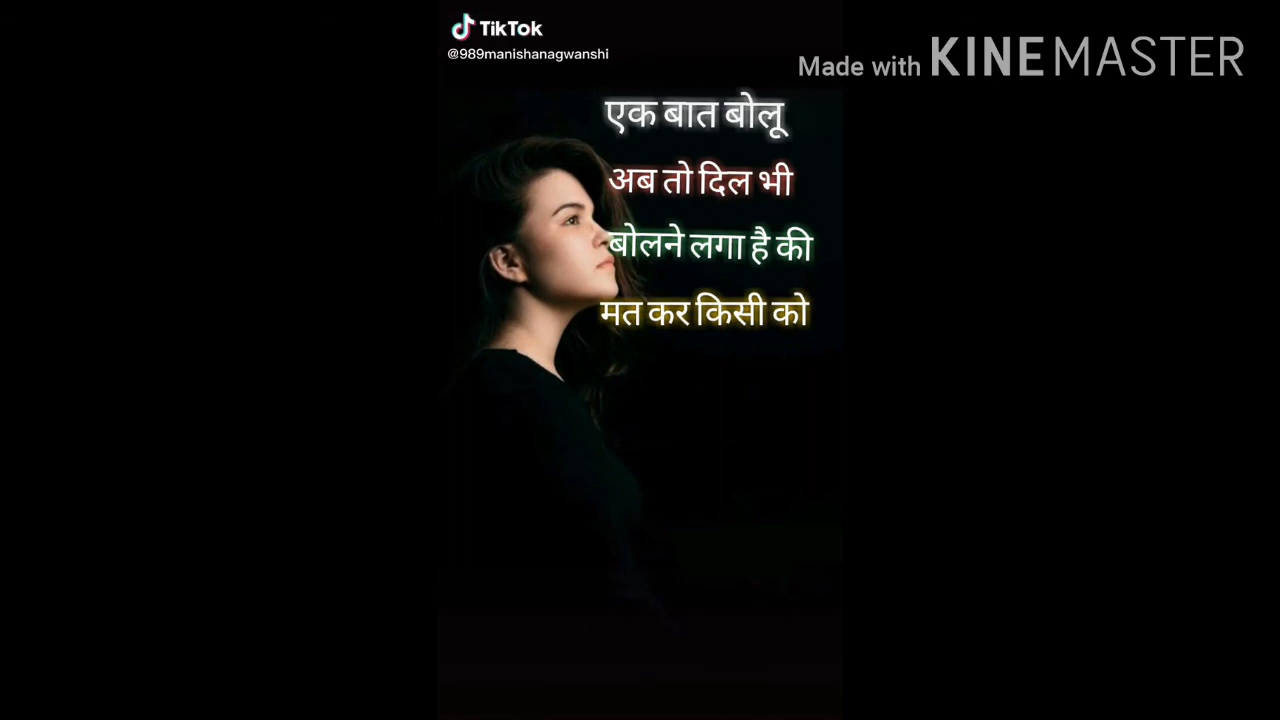 TikTok
@989manishanagwanshi
Made with KINEMASTER
एक बात बोलू
अब तो दिल भी
बोलने लगा है की
मत कर किसी को